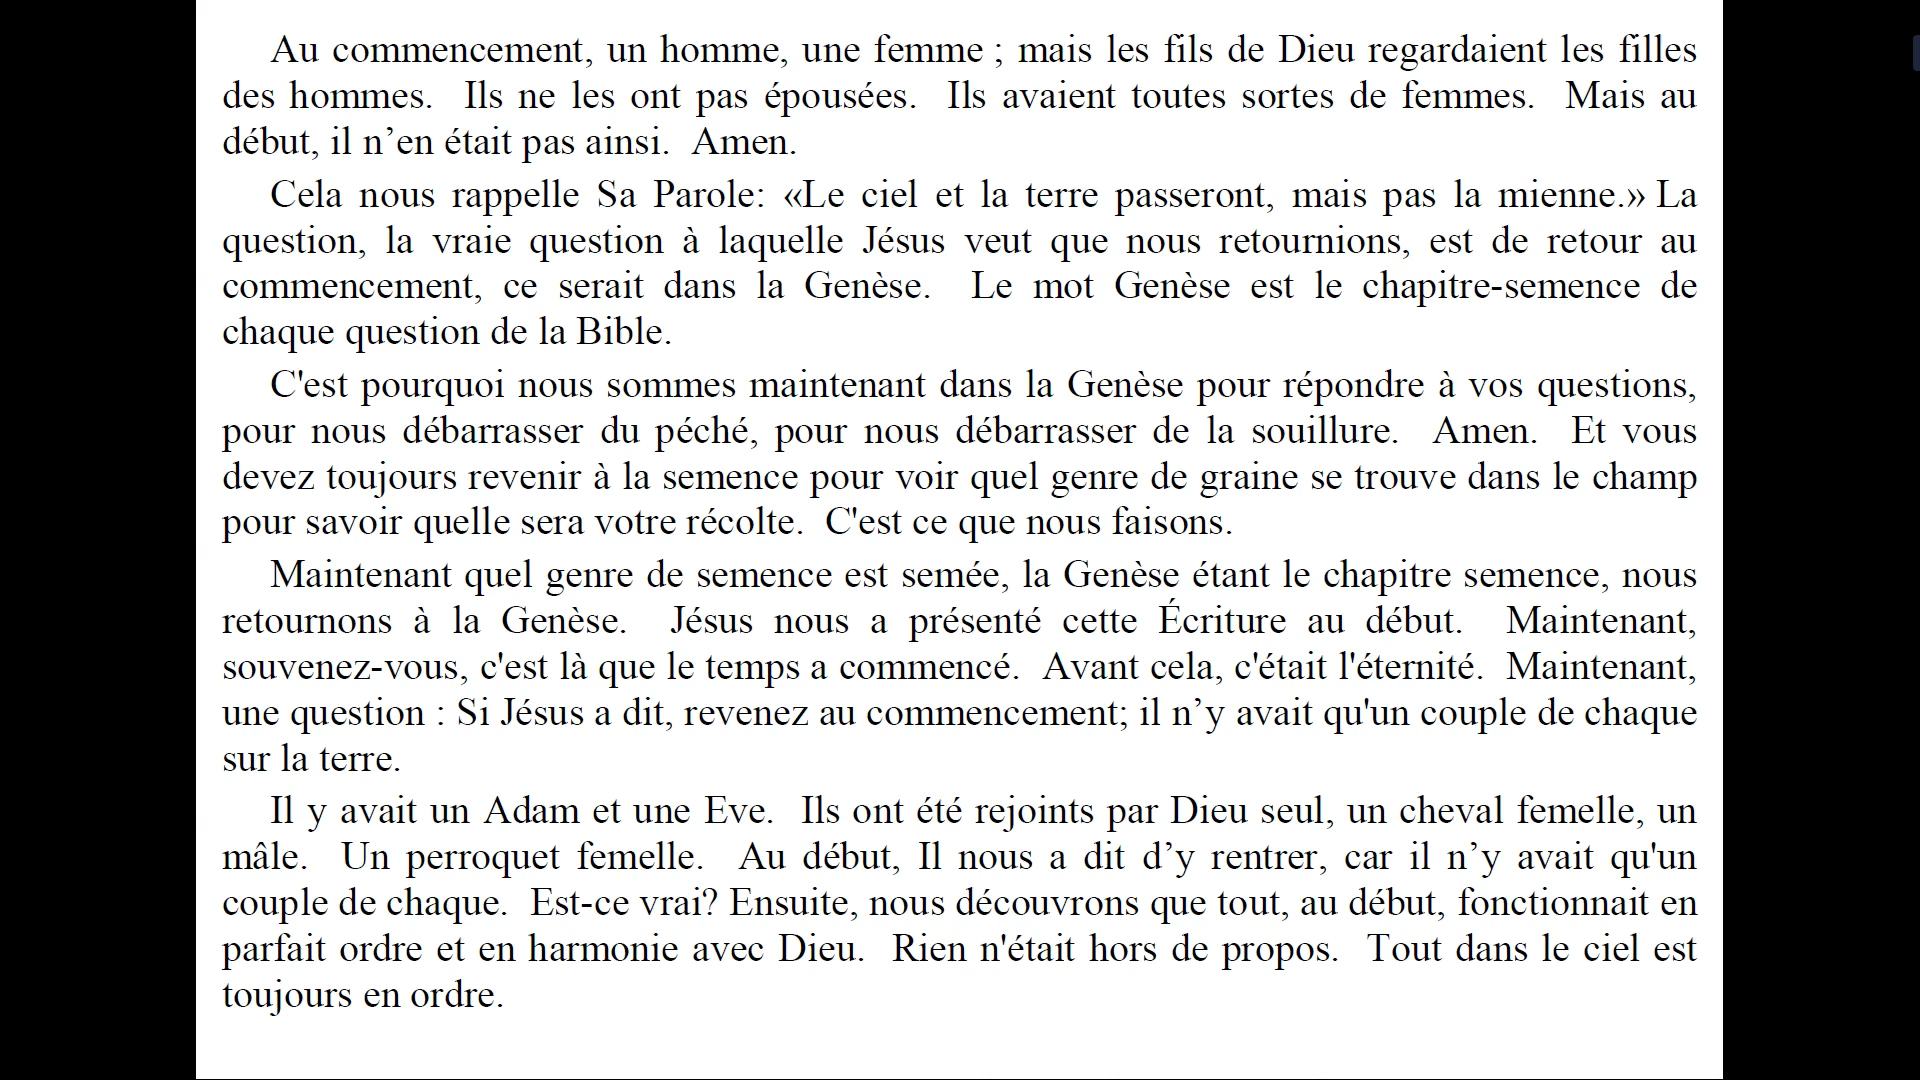 Au commencement, un homme, une femme ; mais les fils de Dieu regardaient les filles
des hommes.  Ils ne les ont pas épousées.  Ils avaient toutes sortes de femmes.  Mais au
début, il n’en était pas ainsi.  Amen.
Cela nous rappelle Sa Parole: «Le ciel et la terre passeront, mais pas la mienne.» La
question, la vraie question à laquelle Jésus veut que nous retournions, est de retour au
commencement, ce serait dans la Genèse.  Le mot Genèse est le chapitre-semence de
chaque question de la Bible.
C'est pourquoi nous sommes maintenant dans la Genèse pour répondre à vos questions,
pour nous débarrasser du péché, pour nous débarrasser de la souillure.  Amen.  Et vous
devez toujours revenir à la semence pour voir quel genre de graine se trouve dans le champ
pour savoir quelle sera votre récolte.  C'est ce que nous faisons.
Maintenant quel genre de semence est semée, la Genèse étant le chapitre semence, nous
retournons à la Genèse.  Jésus nous a présenté cette Écriture au début.  Maintenant,
souvenez-vous, c'est là que le temps a commencé.  Avant cela, c'était l'éternité.  Maintenant,
une question : Si Jésus a dit, revenez au commencement; il n’y avait qu'un couple de chaque
sur la terre.
Il y avait un Adam et une Eve.  Ils ont été rejoints par Dieu seul, un cheval femelle, un
mâle.  Un perroquet femelle.  Au début, Il nous a dit d’y rentrer, car il n’y avait qu'un
couple de chaque.  Est-ce vrai? Ensuite, nous découvrons que tout, au début, fonctionnait en
parfait ordre et en harmonie avec Dieu.  Rien n'était hors de propos.  Tout dans le ciel est
toujours en ordre.